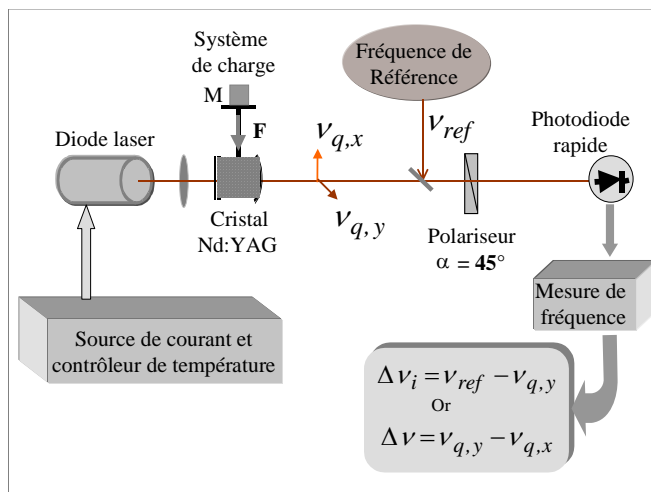 Système
de charge
M
F
Diode laser
Cristal
Nd:YAG
ν_{q,x}
ν_{q,y}
Fréquence de
Référence
ν_{ref}
Polariseur
α = 45°
Photodiode
rapide
Mesure de
fréquence
Source de courant et
contrôleur de température
Δν_i = ν_{ref} − ν_{q,y}
Or
Δν = ν_{q,y} − ν_{q,x}